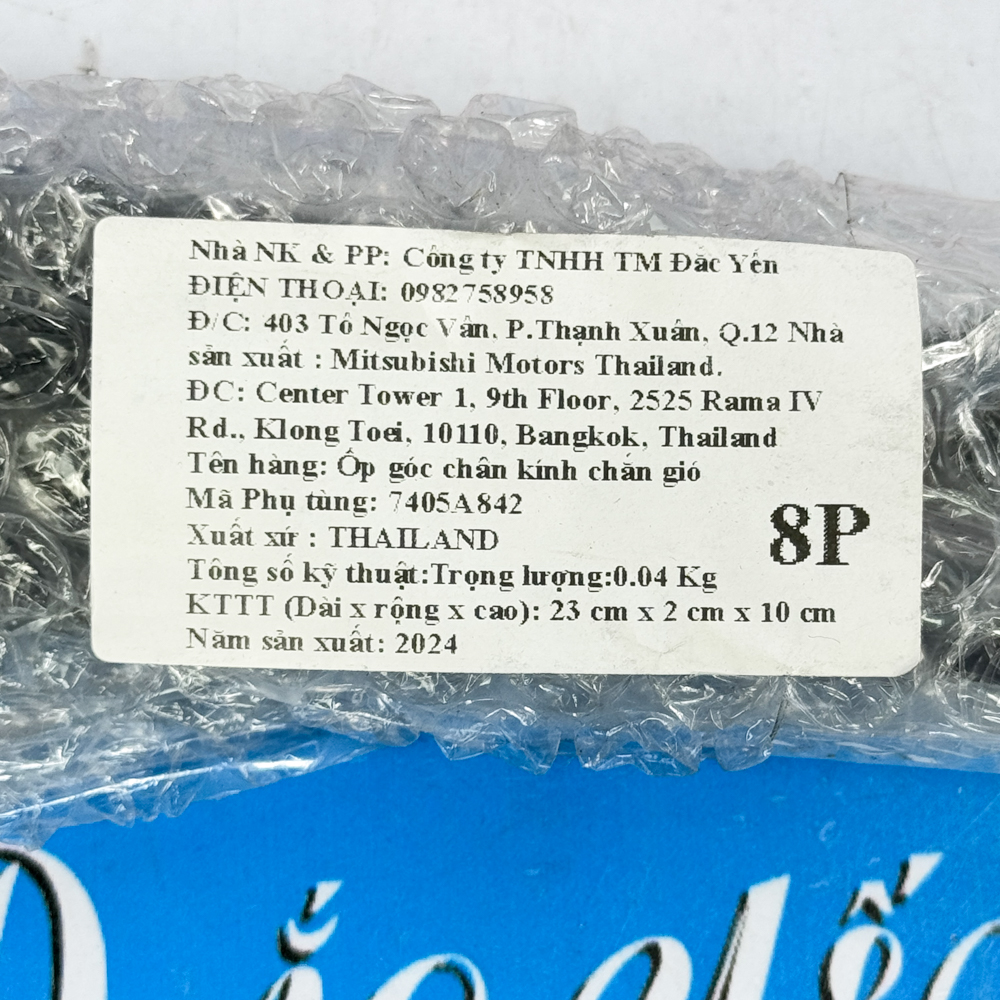 Nhà NK & PP: Công ty TNHH TM Đắc Yến
ĐIỆN THOẠI: 0982758958
Đ/C: 403 Tô Ngọc Vân, P.Thạnh Xuân, Q.12 Nhà
sản xuất : Mitsubishi Motors Thailand.
ĐC: Center Tower 1, 9th Floor, 2525 Rama IV
Rd., Klong Toei, 10110, Bangkok, Thailand
Tên hàng: Ốp góc chân kính chắn gió
Mã Phụ tùng: 7405A842
Xuất xứ : THAILAND
8P
Tông số kỹ thuật:Trọng lượng:0.04 Kg
KTTT (Dài x rộng x cao): 23 cm x 2 cm x 10 cm
Năm sản xuất: 2024
Đắc Yến